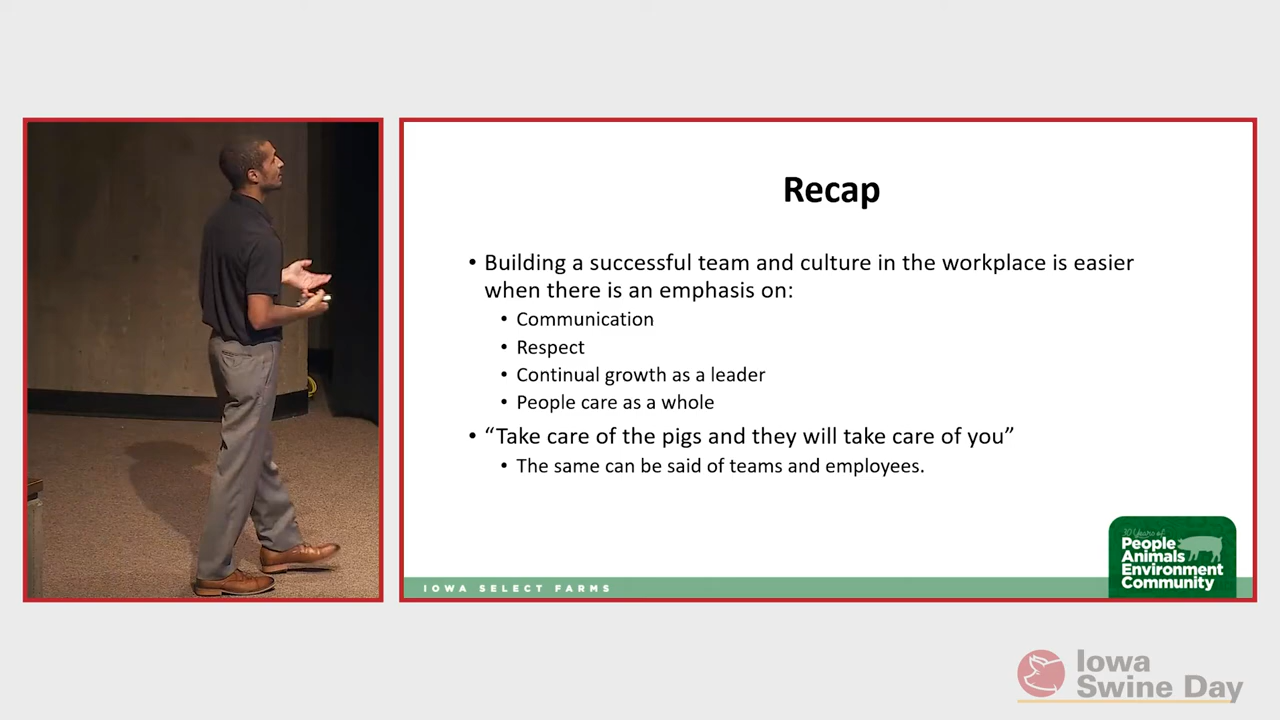 Recap
• Building a successful team and culture in the workplace is easier
when there is an emphasis on:
• Communication
• Respect
• Continual growth as a leader
• People care as a whole
• “Take care of the pigs and they will take care of you”
• The same can be said of teams and employees.
30 Years of
People
Animals
Environment
Community
IOWA SELECT FARMS
Iowa
Swine Day